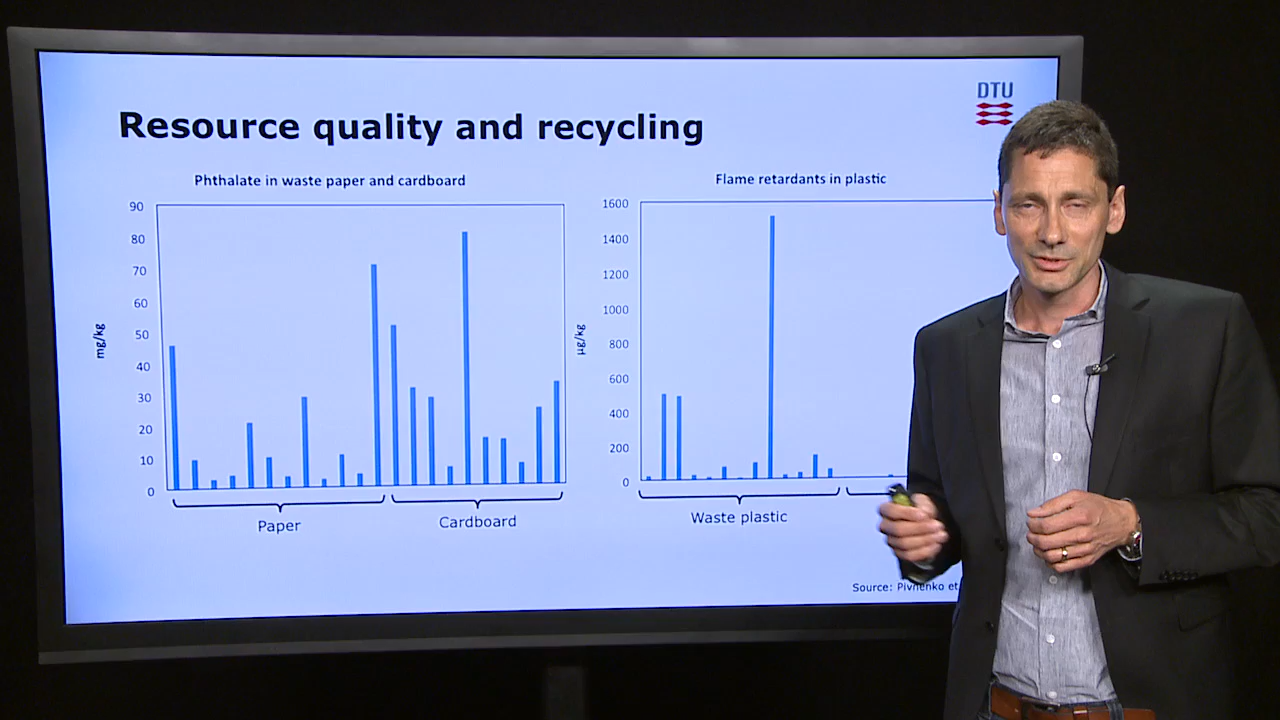 DTU
Resource quality and recycling
Phthalate in waste paper and cardboard
90
80
70
60
50
40
30
20
10
0
mg/kg
Paper
Cardboard
Flame retardants in plastic
1600
1400
1200
1000
800
600
400
200
0
µg/kg
Waste plastic
Source: Pivnenko et